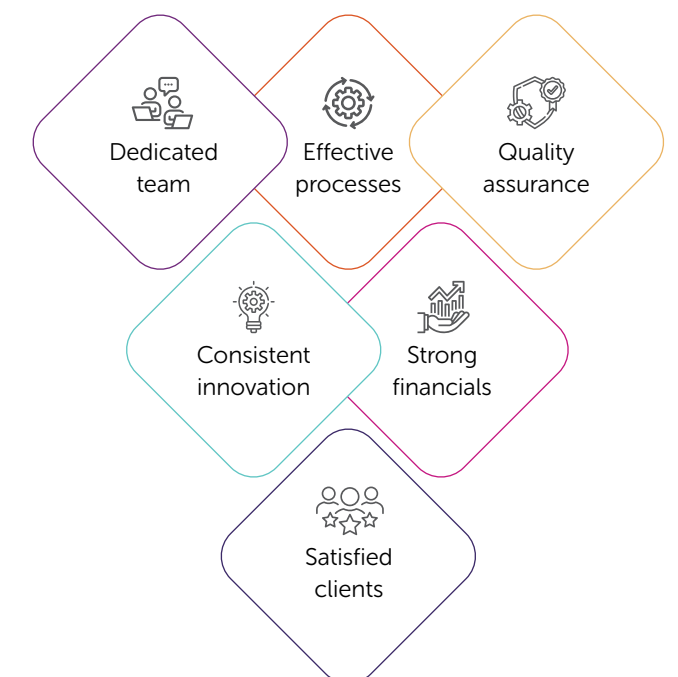 Dedicated
team
Effective
processes
Quality
assurance
Consistent
innovation
Strong
financials
Satisfied
clients